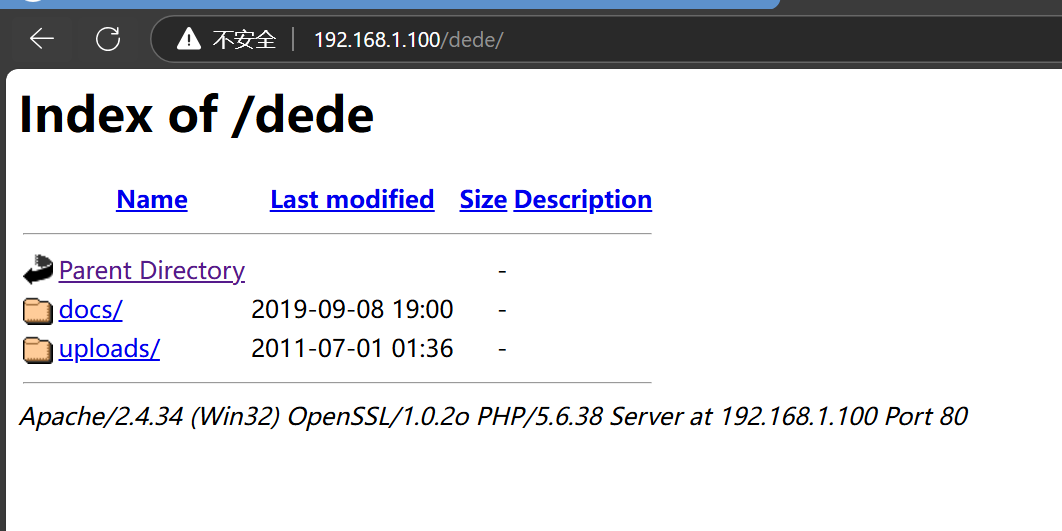 不安全 192.168.1.100/dede/
Index of /dede
Name Last modified Size Description
Parent Directory -
docs/ 2019-09-08 19:00 -
uploads/ 2011-07-01 01:36 -
Apache/2.4.34 (Win32) OpenSSL/1.0.2o PHP/5.6.38 Server at 192.168.1.100 Port 80